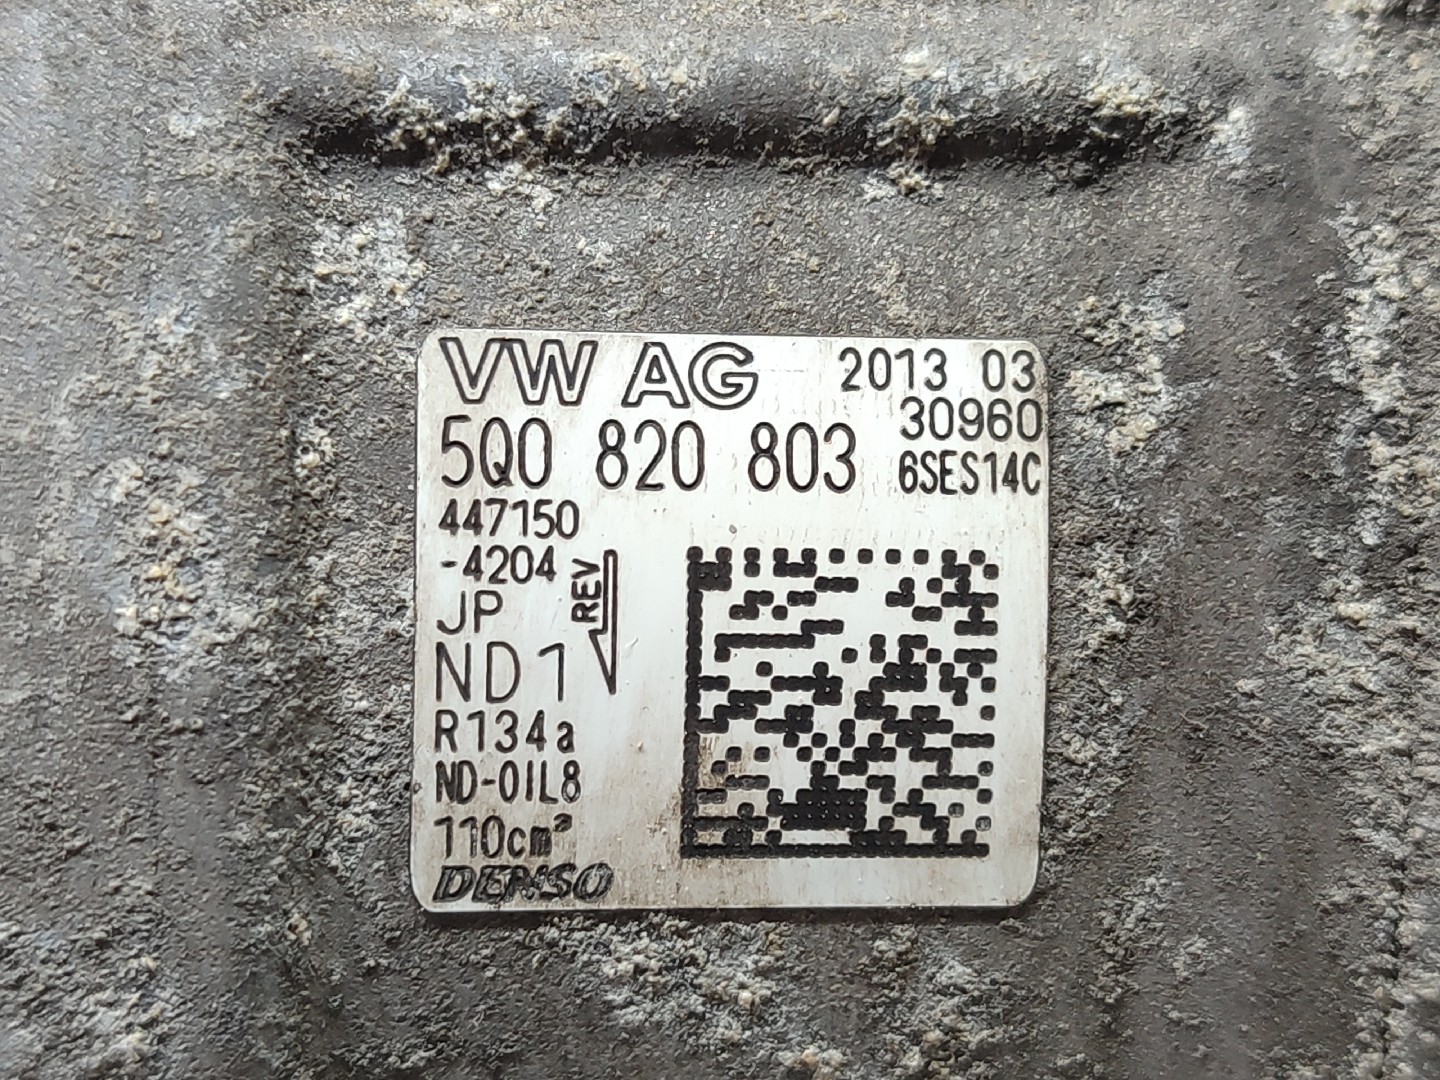 VW AG 2013 03
30960
5Q0 820 803 6SES14C
447150
-4204
REV
JP
ND1
R134a
ND-OIL8
110cm³
DENSO